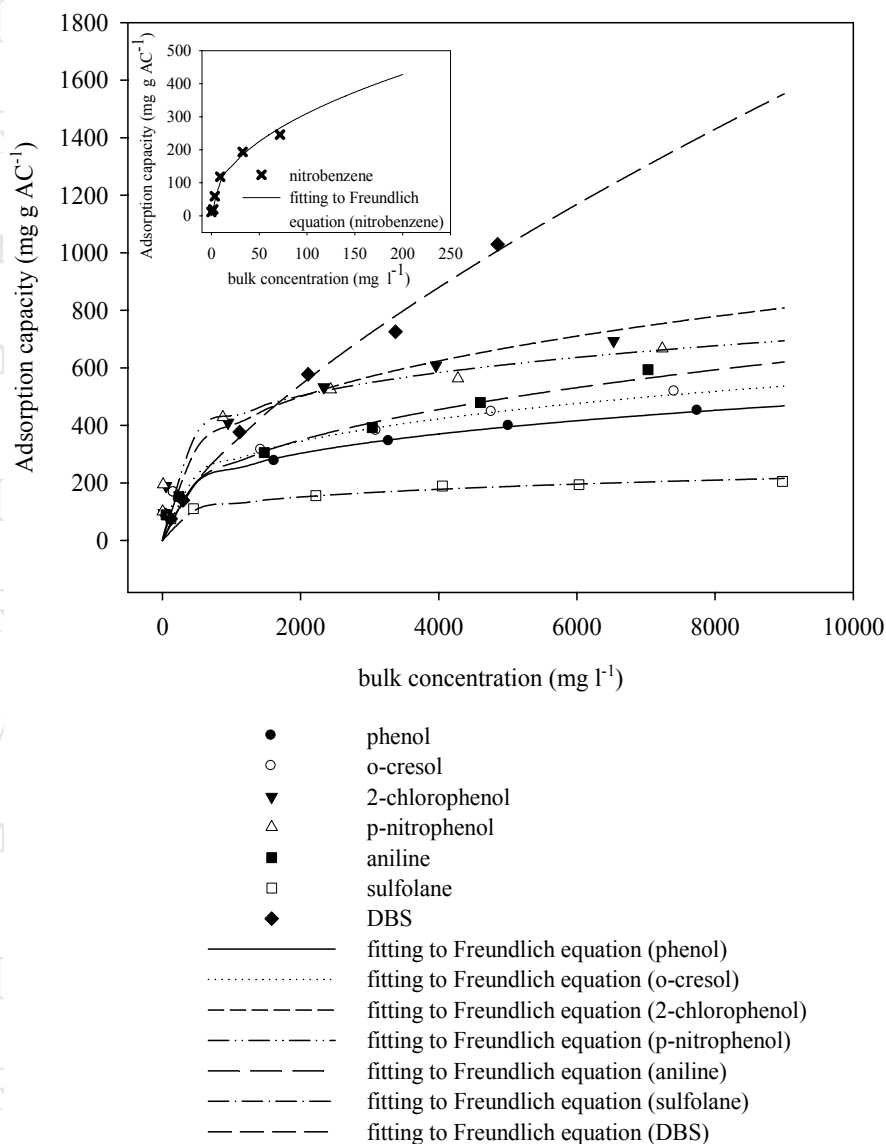 Adsorption capacity (mg g AC⁻¹)
1800
1600
1400
1200
1000
800
600
400
200
0
0 2000 4000 6000 8000 10000
bulk concentration (mg l⁻¹)
Adsorption capacity (mg g AC⁻¹)
500
400
300
200
100
0
nitrobenzene
fitting to Freundlich
equation (nitrobenzene)
0 50 100 150 200 250
bulk concentration (mg l⁻¹)
phenol
o-cresol
2-chlorophenol
p-nitrophenol
aniline
sulfolane
DBS
fitting to Freundlich equation (phenol)
fitting to Freundlich equation (o-cresol)
fitting to Freundlich equation (2-chlorophenol)
fitting to Freundlich equation (p-nitrophenol)
fitting to Freundlich equation (aniline)
fitting to Freundlich equation (sulfolane)
fitting to Freundlich equation (DBS)